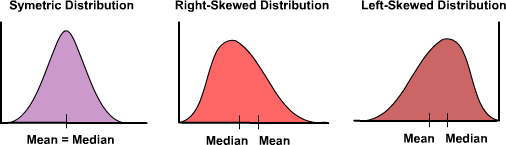 Symetric Distribution
Right-Skewed Distribution
Left-Skewed Distribution
Mean = Median
Median Mean
Mean Median